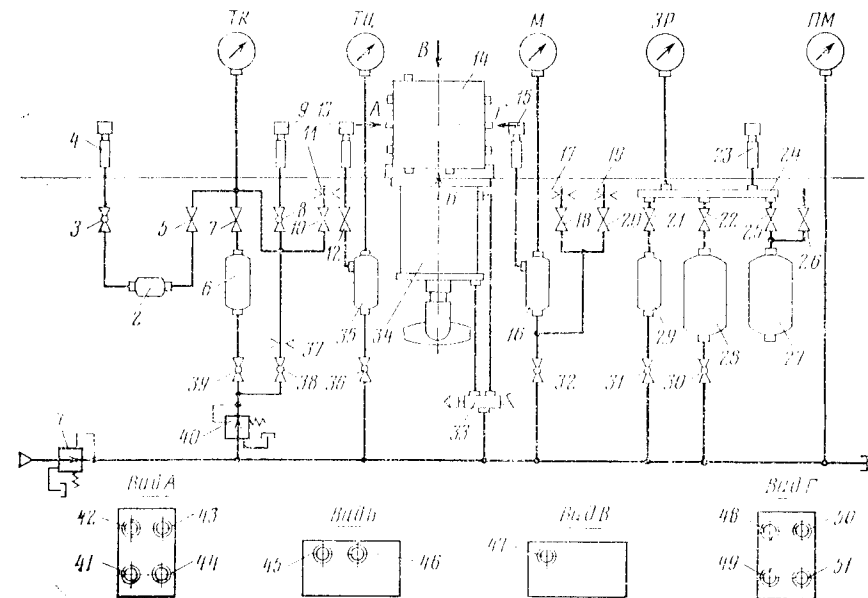 ТК ТЦ М ЗР ПМ
В 14
4 9 13 А Г 15 23
11 17 19 24
3 5 7 8 10 12 18 20 21 22 25 26
2 6 35 34 16 29 28 27
37
39 38 36 33 32 31 30
40
1
Вид А Вид Б Вид В Вид Г
42 43 45 46 47 48 50
41 44 49 51